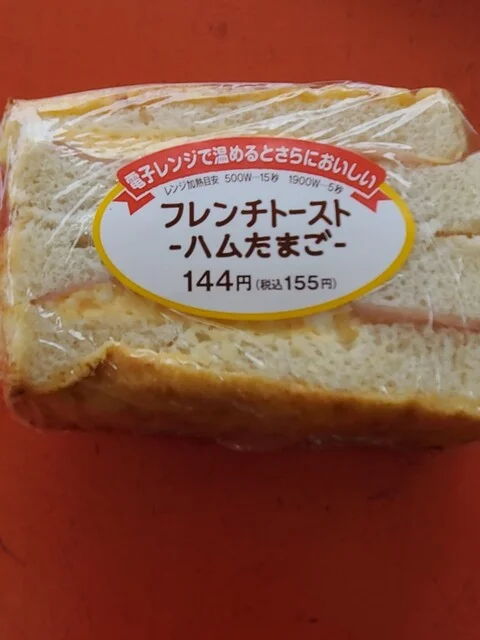 電子レンジで温めるとさらにおいしい
レンジ加熱目安 500W…15秒 1900W…5秒
フレンチトースト
-ハムたまご-
144円(税込155円)